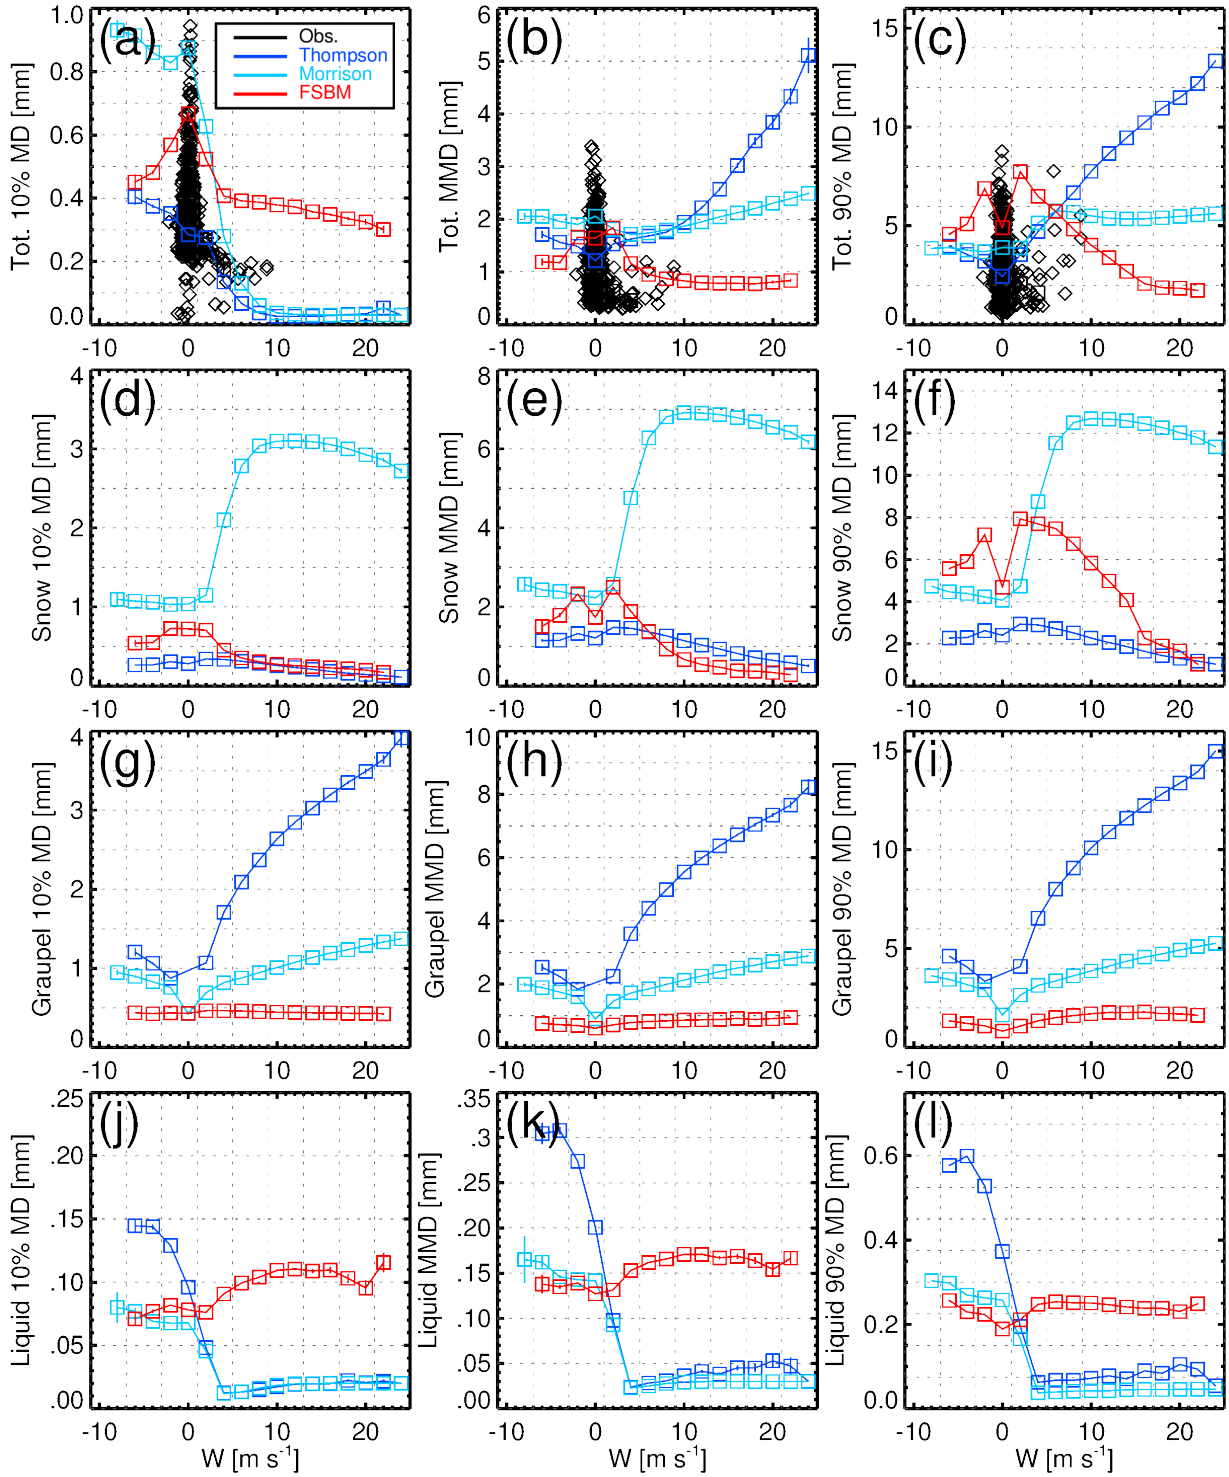 (a)
Obs.
Thompson
Morrison
FSBM
Tot. 10% MD [mm]
1.0
0.8
0.6
0.4
0.2
0.0
-10 0 10 20
(b)
Tot. MMD [mm]
6
5
4
3
2
1
0
-10 0 10 20
(c)
Tot. 90% MD [mm]
15
10
5
0
-10 0 10 20
(d)
Snow 10% MD [mm]
4
3
2
1
0
-10 0 10 20
(e)
Snow MMD [mm]
8
6
4
2
0
-10 0 10 20
(f)
Snow 90% MD [mm]
14
12
10
8
6
4
2
0
-10 0 10 20
(g)
Graupel 10% MD [mm]
4
3
2
1
0
-10 0 10 20
(h)
Graupel MMD [mm]
10
8
6
4
2
0
-10 0 10 20
(i)
Graupel 90% MD [mm]
15
10
5
0
-10 0 10 20
(j)
Liquid 10% MD [mm]
.25
.20
.15
.10
.05
.00
-10 0 10 20
W [m s⁻¹]
(k)
Liquid MMD [mm]
.35
.3
.25
.20
.15
.10
.05
.00
-10 0 10 20
W [m s⁻¹]
(l)
Liquid 90% MD [mm]
0.6
0.4
0.2
0.0
-10 0 10 20
W [m s⁻¹]